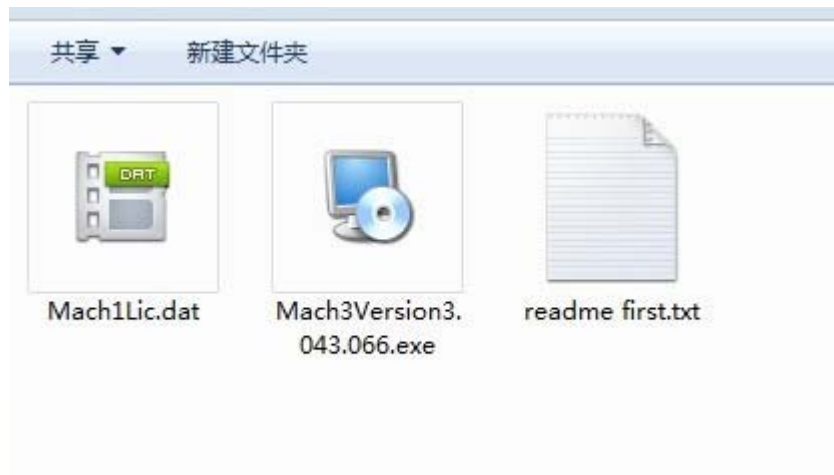 共享 新建文件夹
DAT
Mach1Lic.dat Mach3Version3. readme first.txt
043.066.exe